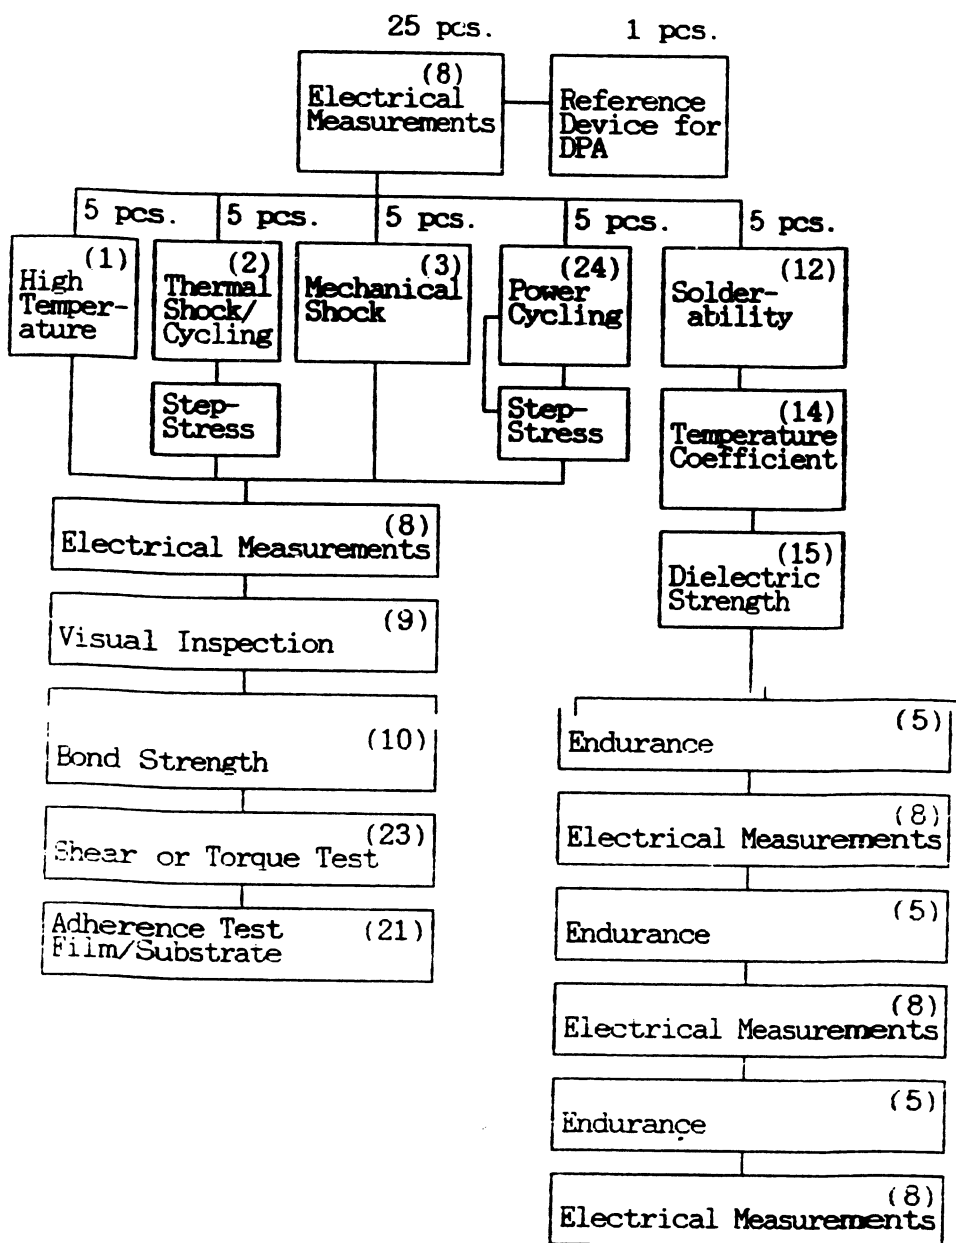 25 pcs.
1 pcs.
(8)
Electrical
Measurements
Reference
Device for
DPA
5 pcs.
5 pcs.
5 pcs.
5 pcs.
5 pcs.
(1)
High
Temper-
ature
(2)
Thermal
Shock/
Cycling
(3)
Mechanical
Shock
(24)
Power
Cycling
(12)
Solder-
ability
Step-
Stress
Step-
Stress
(14)
Temperature
Coefficient
(8)
Electrical Measurements
(15)
Dielectric
Strength
(9)
Visual Inspection
(10)
Bond Strength
(23)
Shear or Torque Test
Adherence Test (21)
Film/Substrate
(5)
Endurance
(8)
Electrical Measurements
(5)
Endurance
(8)
Electrical Measurements
(5)
Endurance
(8)
Electrical Measurements